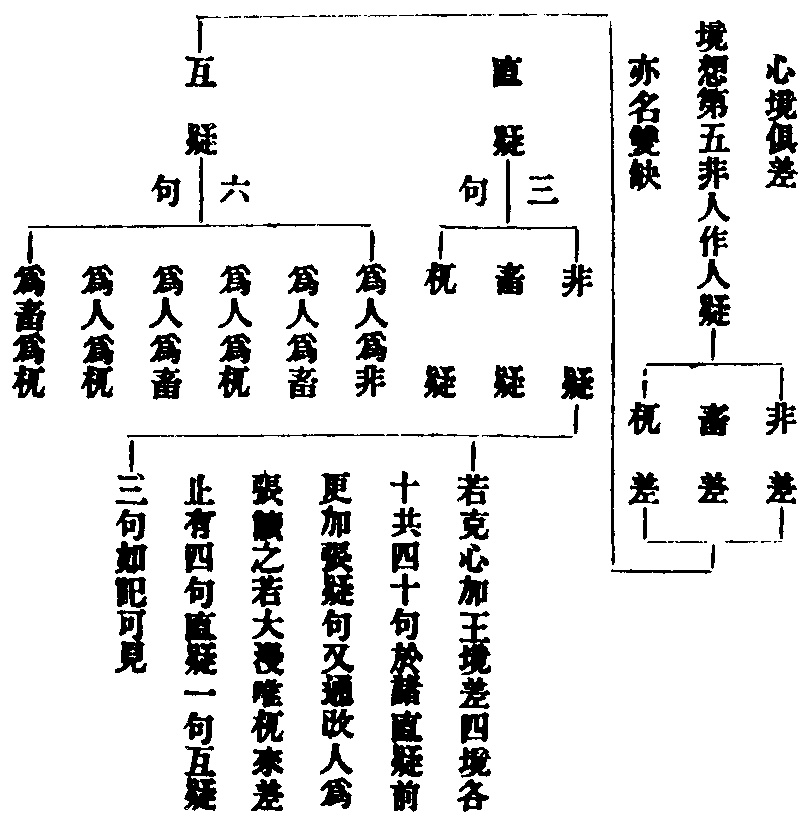 心境俱差
境想第五非人作人疑
亦名雙缺
非差
畜差
杌差
直疑
三句
非疑
畜疑
杌疑
若克心加王境差四境各
十共四十句於諸直疑前
更加張疑句又通改人為
張讀之若大漫唯杌來差
止有四句直疑一句互疑
三句如記可見
互疑
六句
爲人爲非
爲人爲畜
爲人爲杌
爲人爲畜
爲人爲杌
爲畜爲杌